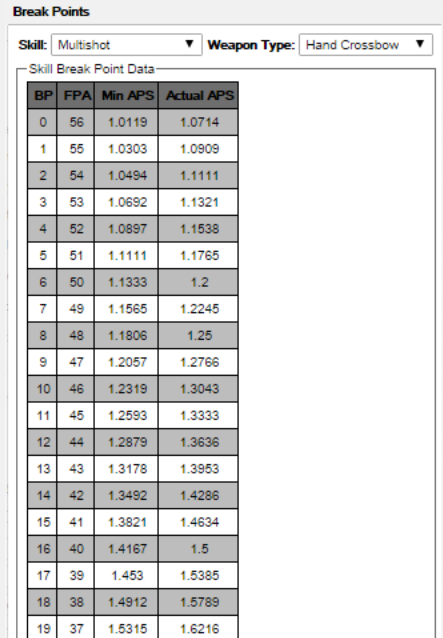 Break Points
Skill: Multishot Weapon Type: Hand Crossbow
Skill Break Point Data
BP FPA Min APS Actual APS
0 56 1.0119 1.0714
1 55 1.0303 1.0909
2 54 1.0494 1.1111
3 53 1.0692 1.1321
4 52 1.0897 1.1538
5 51 1.1111 1.1765
6 50 1.1333 1.2
7 49 1.1565 1.2245
8 48 1.1806 1.25
9 47 1.2057 1.2766
10 46 1.2319 1.3043
11 45 1.2593 1.3333
12 44 1.2879 1.3636
13 43 1.3178 1.3953
14 42 1.3492 1.4286
15 41 1.3821 1.4634
16 40 1.4167 1.5
17 39 1.453 1.5385
18 38 1.4912 1.5789
19 37 1.5315 1.6216